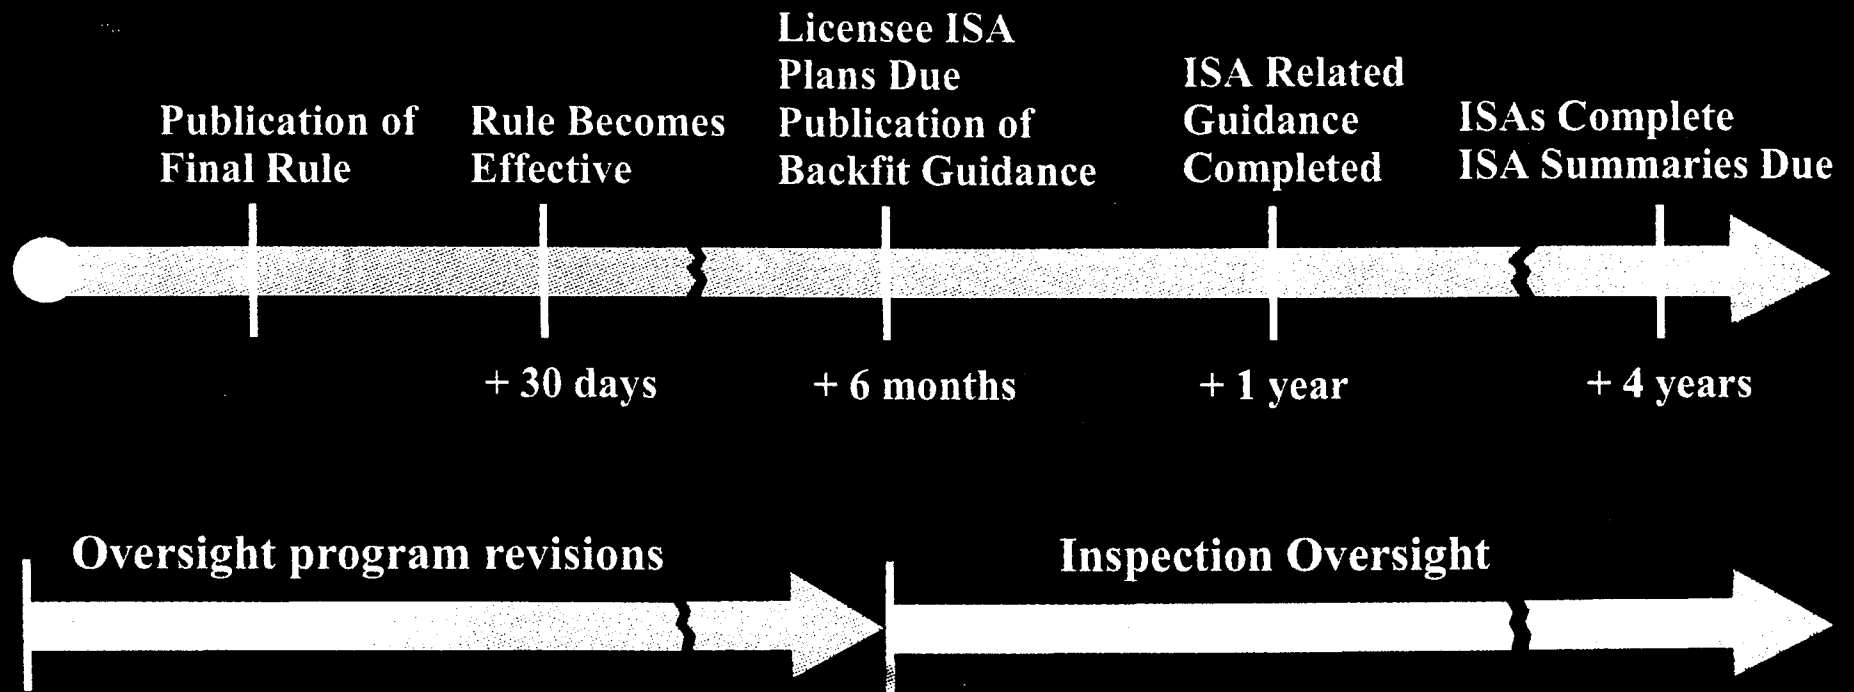 Publication of
Final Rule
Rule Becomes
Effective
Licensee ISA
Plans Due
Publication of
Backfit Guidance
ISA Related
Guidance
Completed
ISAs Complete
ISA Summaries Due
+ 30 days
+ 6 months
+ 1 year
+ 4 years
Oversight program revisions
Inspection Oversight